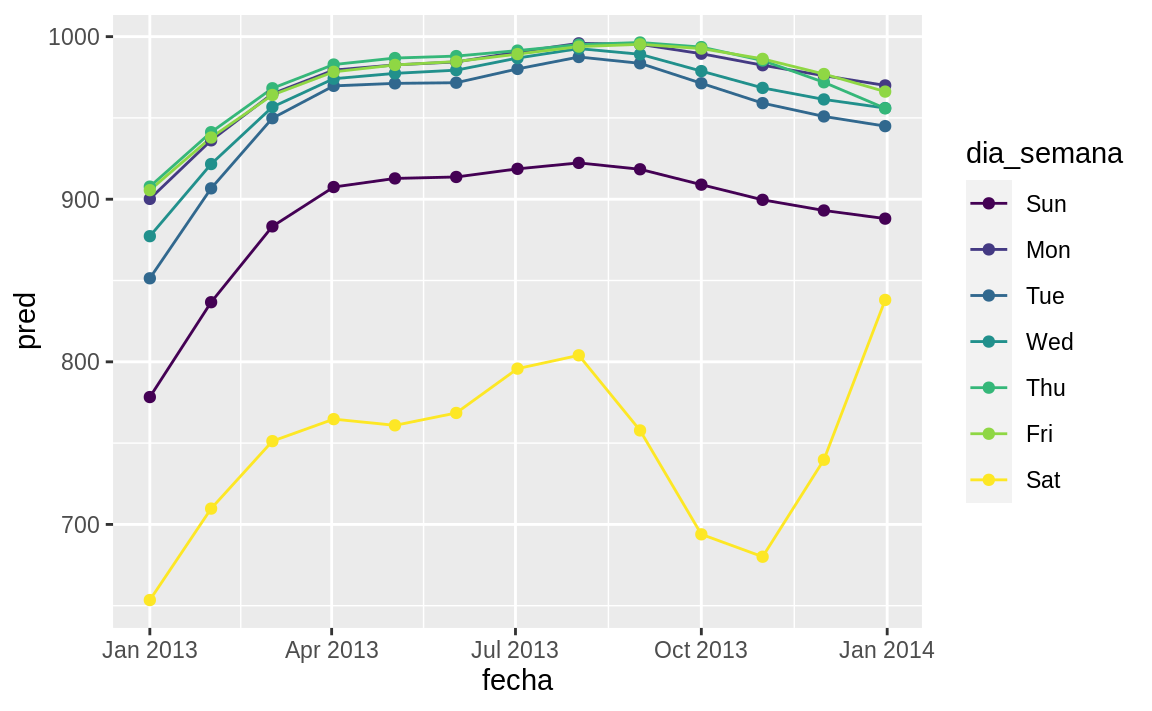 1000
900
800
700
pred
Jan 2013
Apr 2013
Jul 2013
Oct 2013
Jan 2014
fecha
dia_semana
Sun
Mon
Tue
Wed
Thu
Fri
Sat